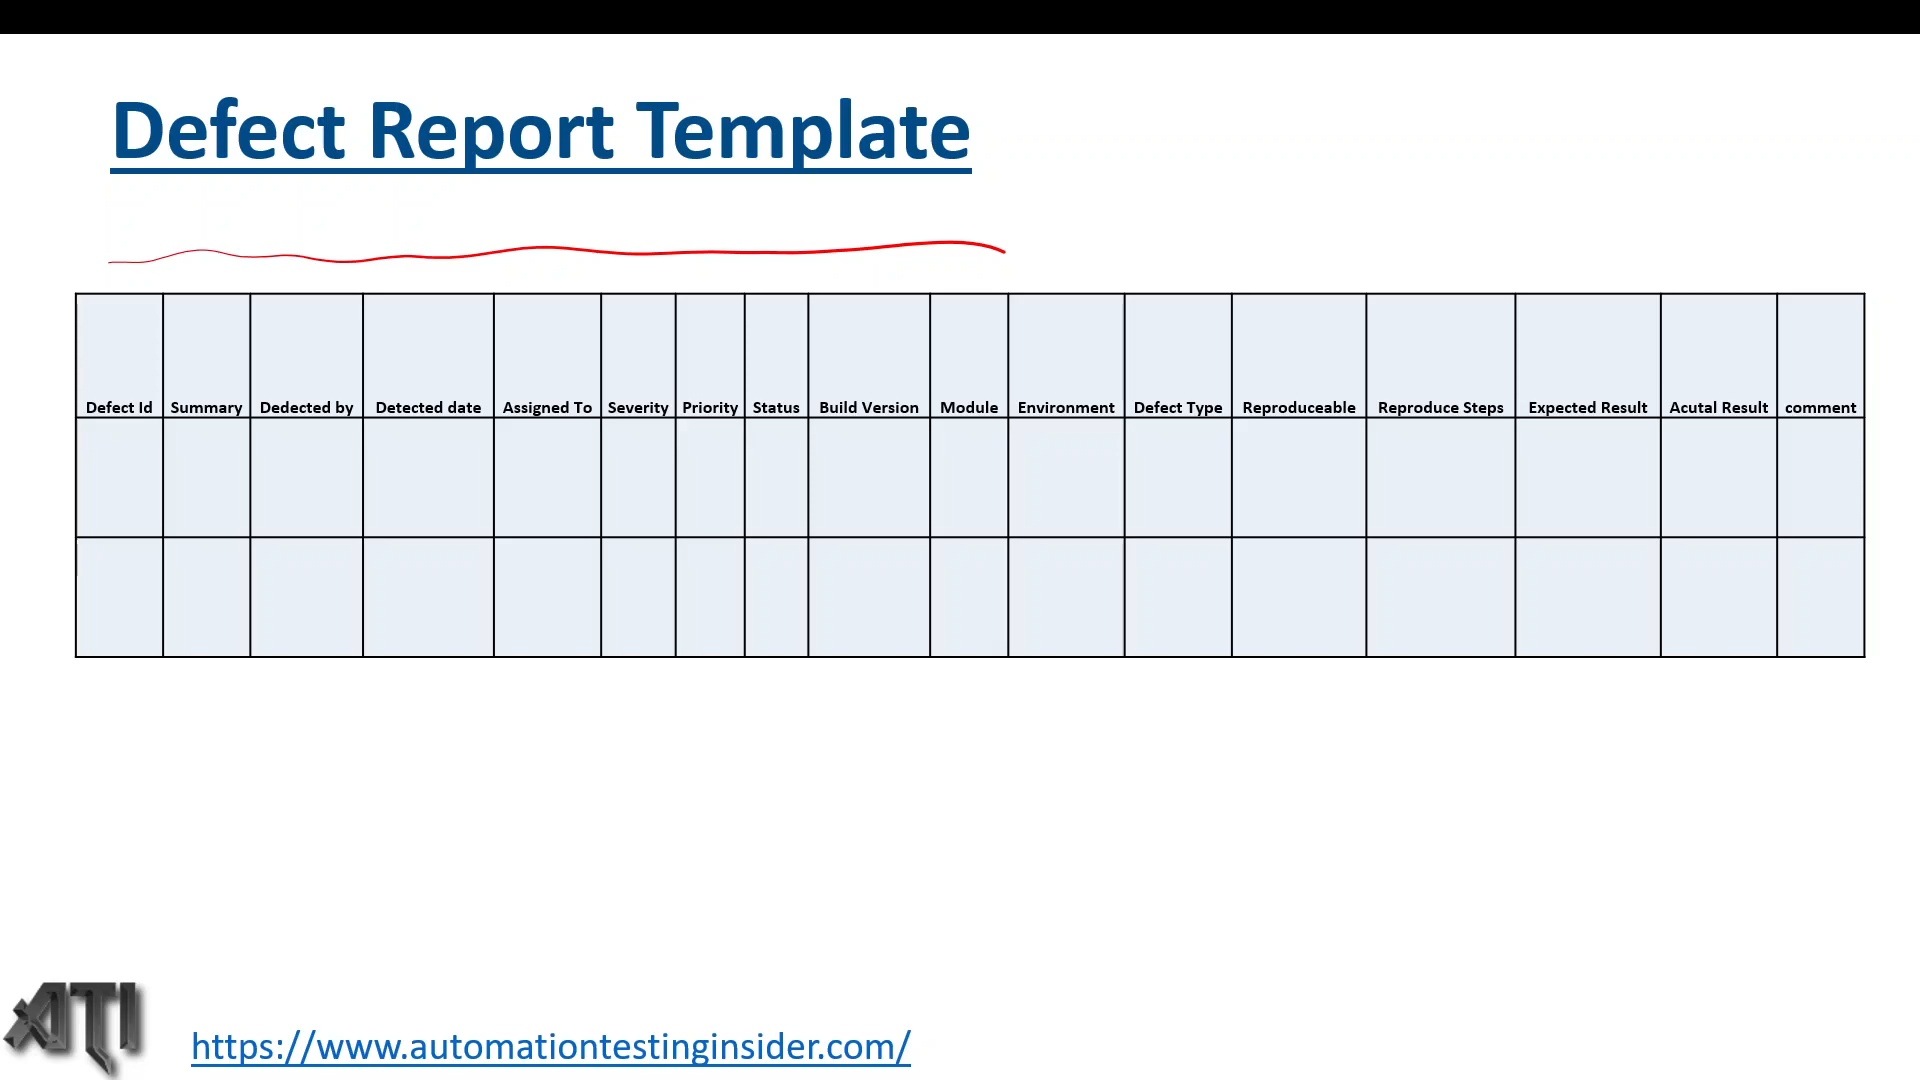 Defect Report Template
Defect Id Summary Dedected by Detected date Assigned To Severity Priority Status Build Version Module Environment Defect Type Reproduceable Reproduce Steps Expected Result Acutal Result comment
ATI
https://www.automationtestinginsider.com/